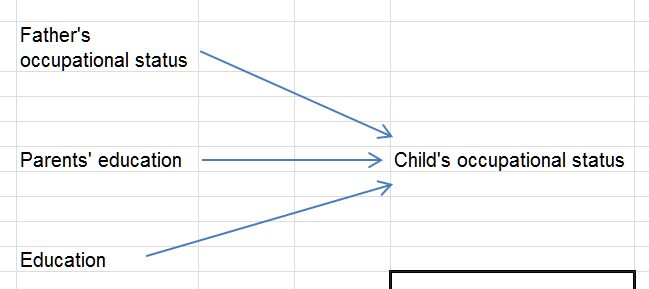 Father's
occupational status
Parents' education
Child's occupational status
Education